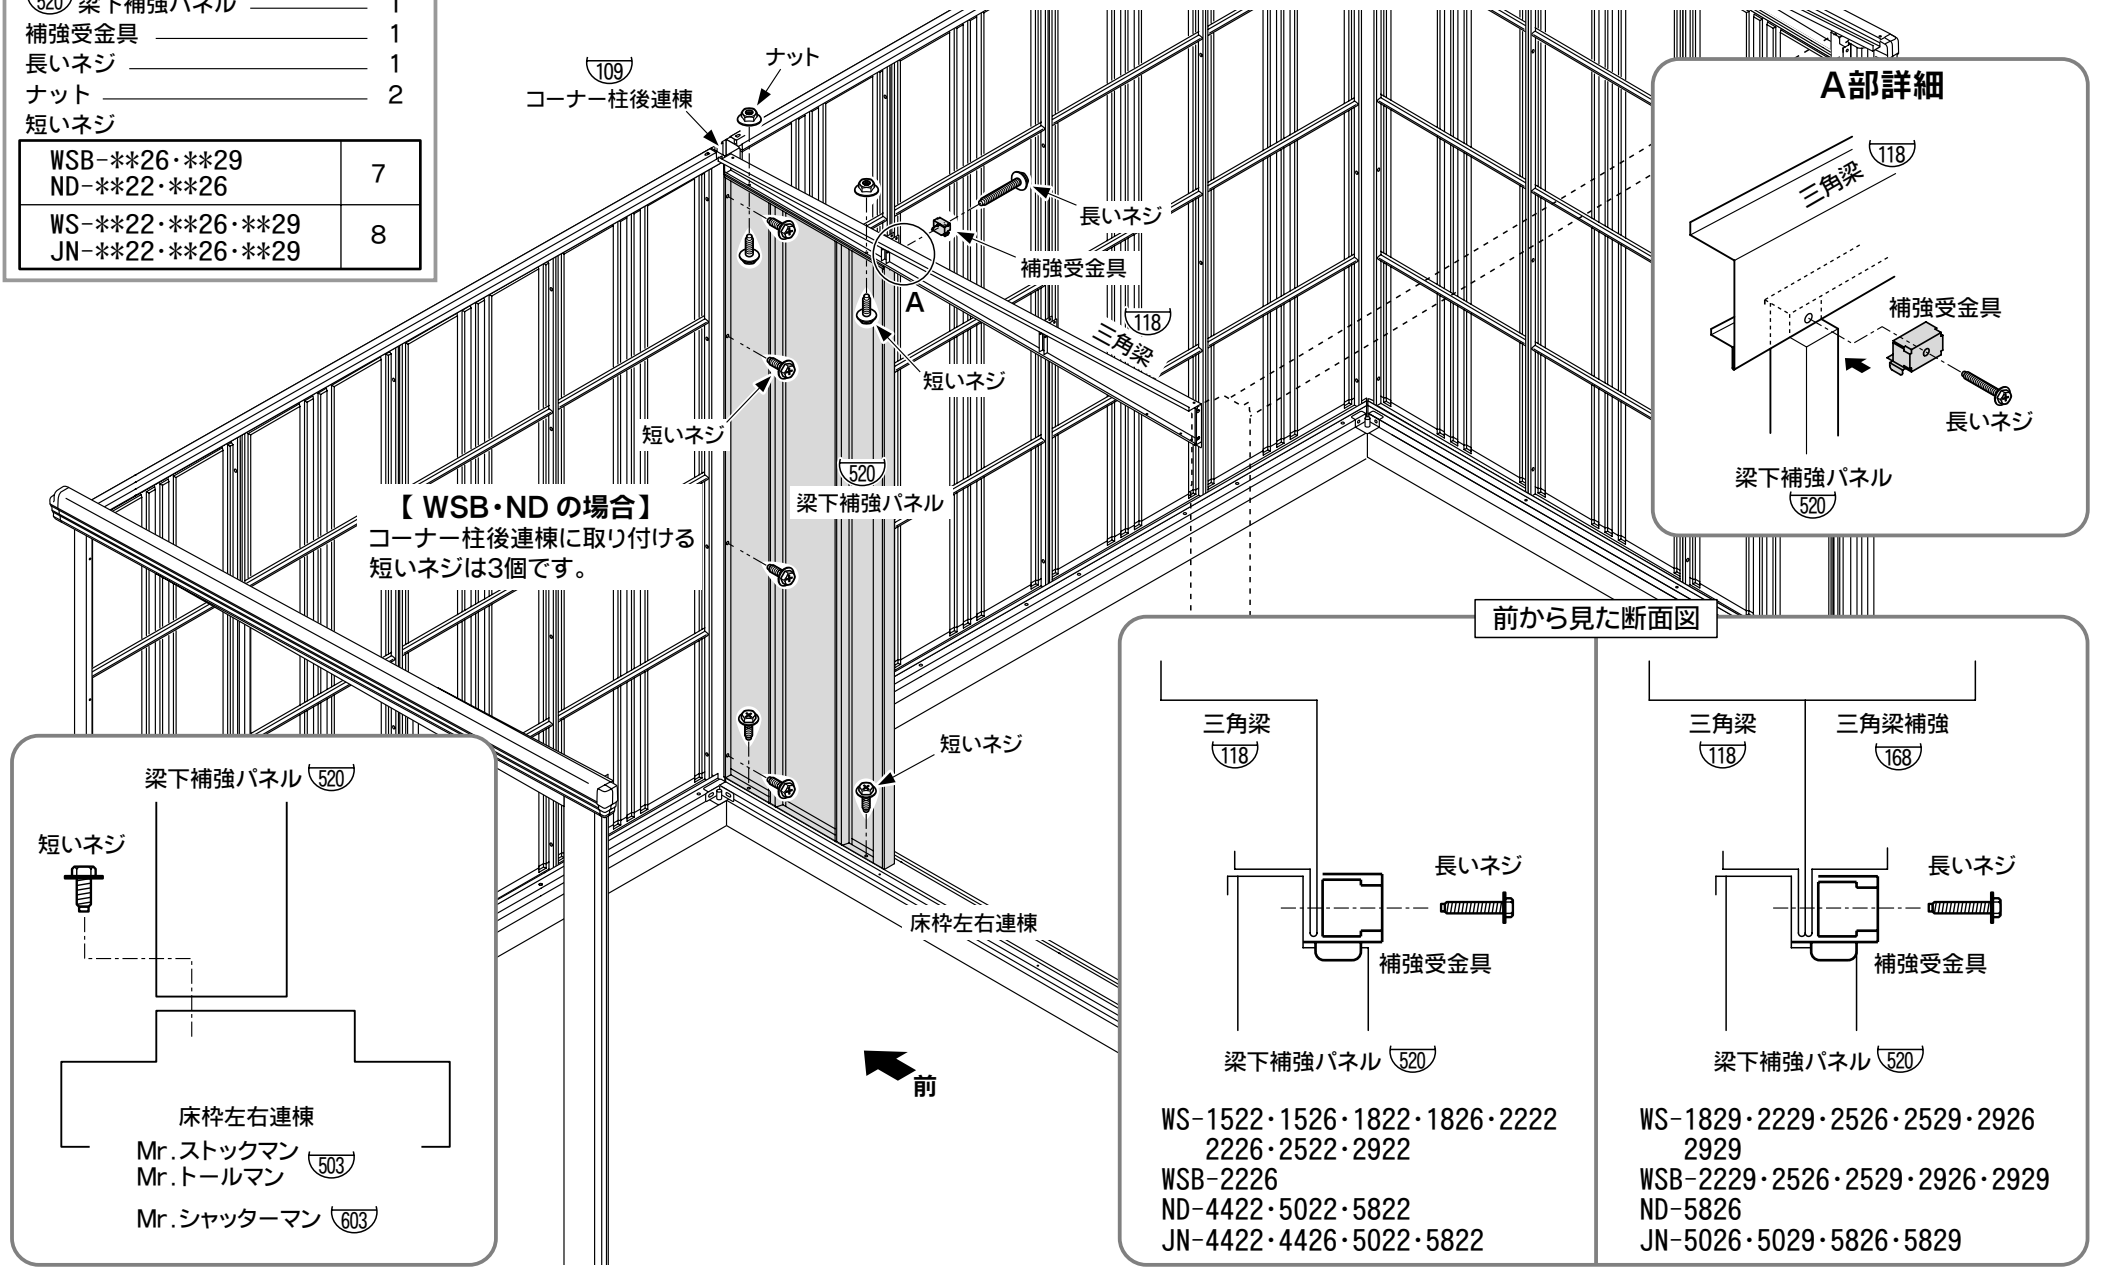 520 梁下補強パネル 1
補強受金具 1
長いネジ 1
ナット 2
短いネジ
WSB-**26・**29
ND-**22・**26
7
WS-**22・**26・**29
JN-**22・**26・**29
8
109
コーナー柱後連棟
ナット
長いネジ
補強受金具
A
118
三角梁
短いネジ
短いネジ
520
梁下補強パネル
【 WSB・ND の場合】
コーナー柱後連棟に取り付ける
短いネジは3個です。
短いネジ
床枠左右連棟
前
A部詳細
118
三角梁
補強受金具
長いネジ
梁下補強パネル
520
梁下補強パネル 520
短いネジ
床枠左右連棟
Mr.ストックマン
Mr.トールマン
503
Mr.シャッターマン 603
前から見た断面図
三角梁
118
長いネジ
補強受金具
梁下補強パネル 520
WS-1522・1526・1822・1826・2222
2226・2522・2922
WSB-2226
ND-4422・5022・5822
JN-4422・4426・5022・5822
三角梁
118
三角梁補強
168
長いネジ
補強受金具
梁下補強パネル 520
WS-1829・2229・2526・2529・2926
2929
WSB-2229・2526・2529・2926・2929
ND-5826
JN-5026・5029・5826・5829